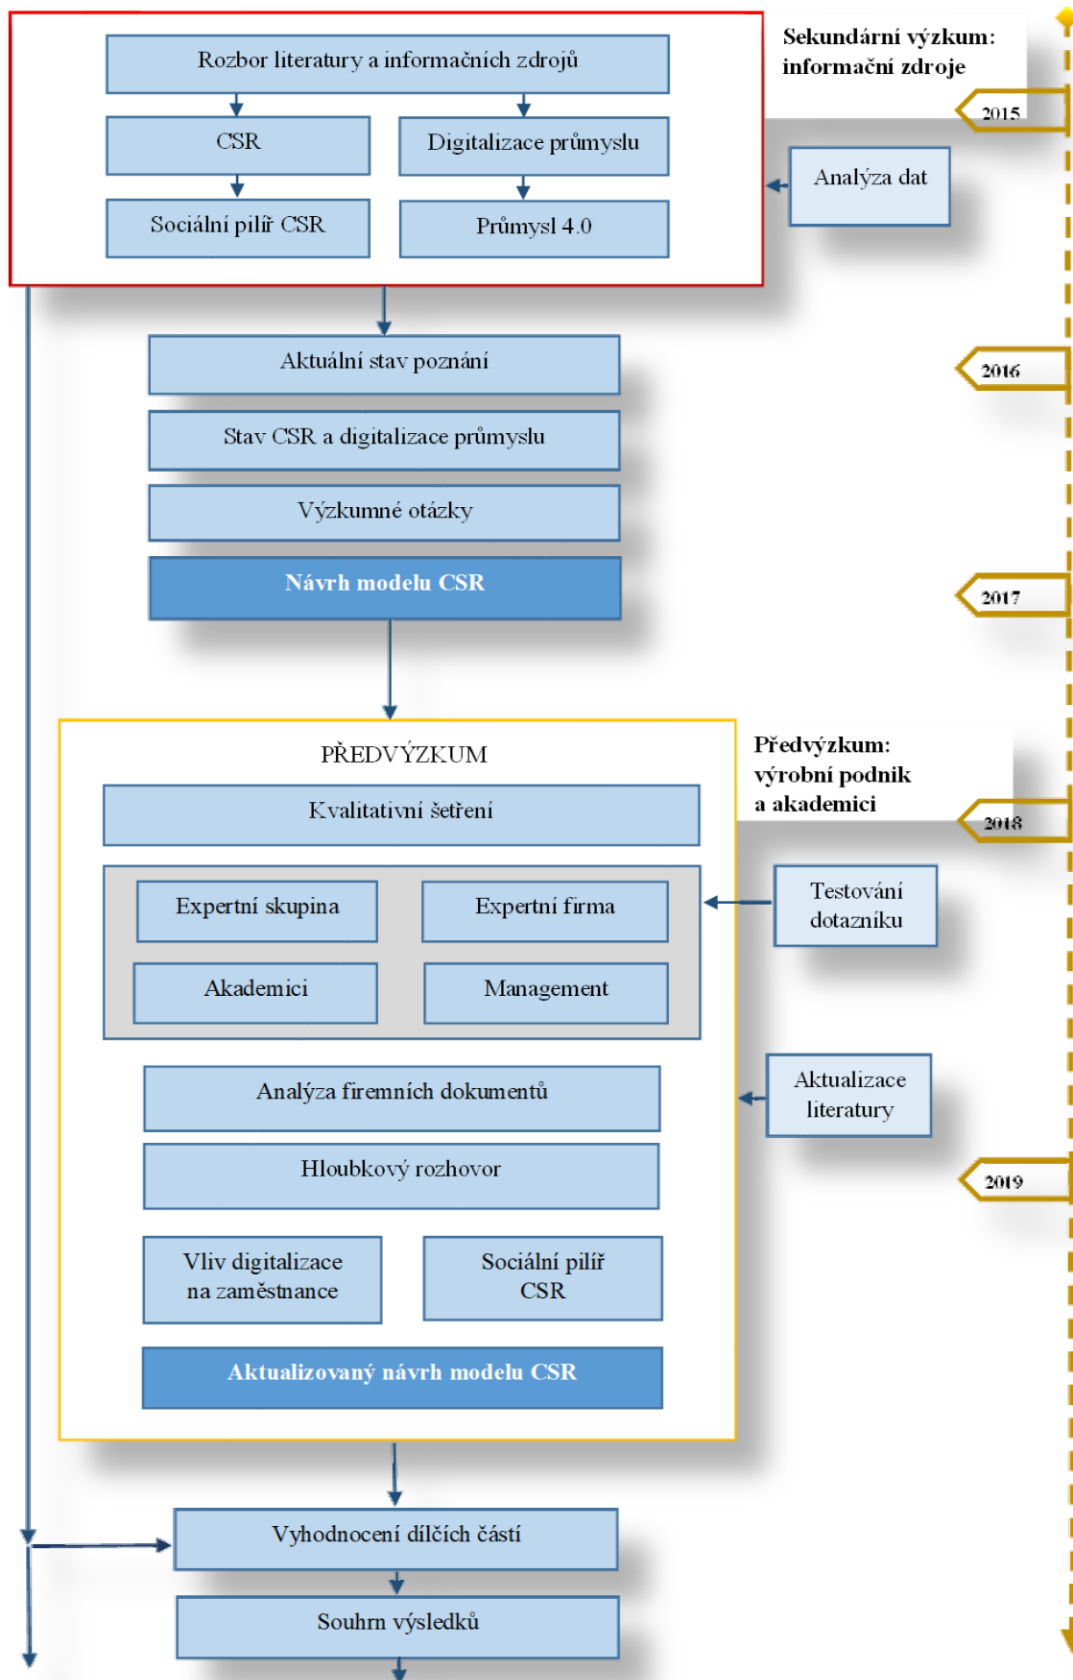 Sekundární výzkum:
informační zdroje
Rozbor literatury a informačních zdrojů
2015
CSR
Digitalizace průmyslu
Analýza dat
Sociální pilíř CSR
Průmysl 4.0
Aktuální stav poznání
2016
Stav CSR a digitalizace průmyslu
Výzkumné otázky
Návrh modelu CSR
2017
PŘEDVÝZKUM
Předvýzkum:
výrobní podnik
a akademici
Kvalitativní šetření
2018
Expertní skupina
Expertní firma
Testování
dotazníku
Akademici
Management
Analýza firemních dokumentů
Aktualizace
literatury
Hloubkový rozhovor
2019
Vliv digitalizace
na zaměstnance
Sociální pilíř
CSR
Aktualizovaný návrh modelu CSR
Vyhodnocení dílčích částí
Souhrn výsledků